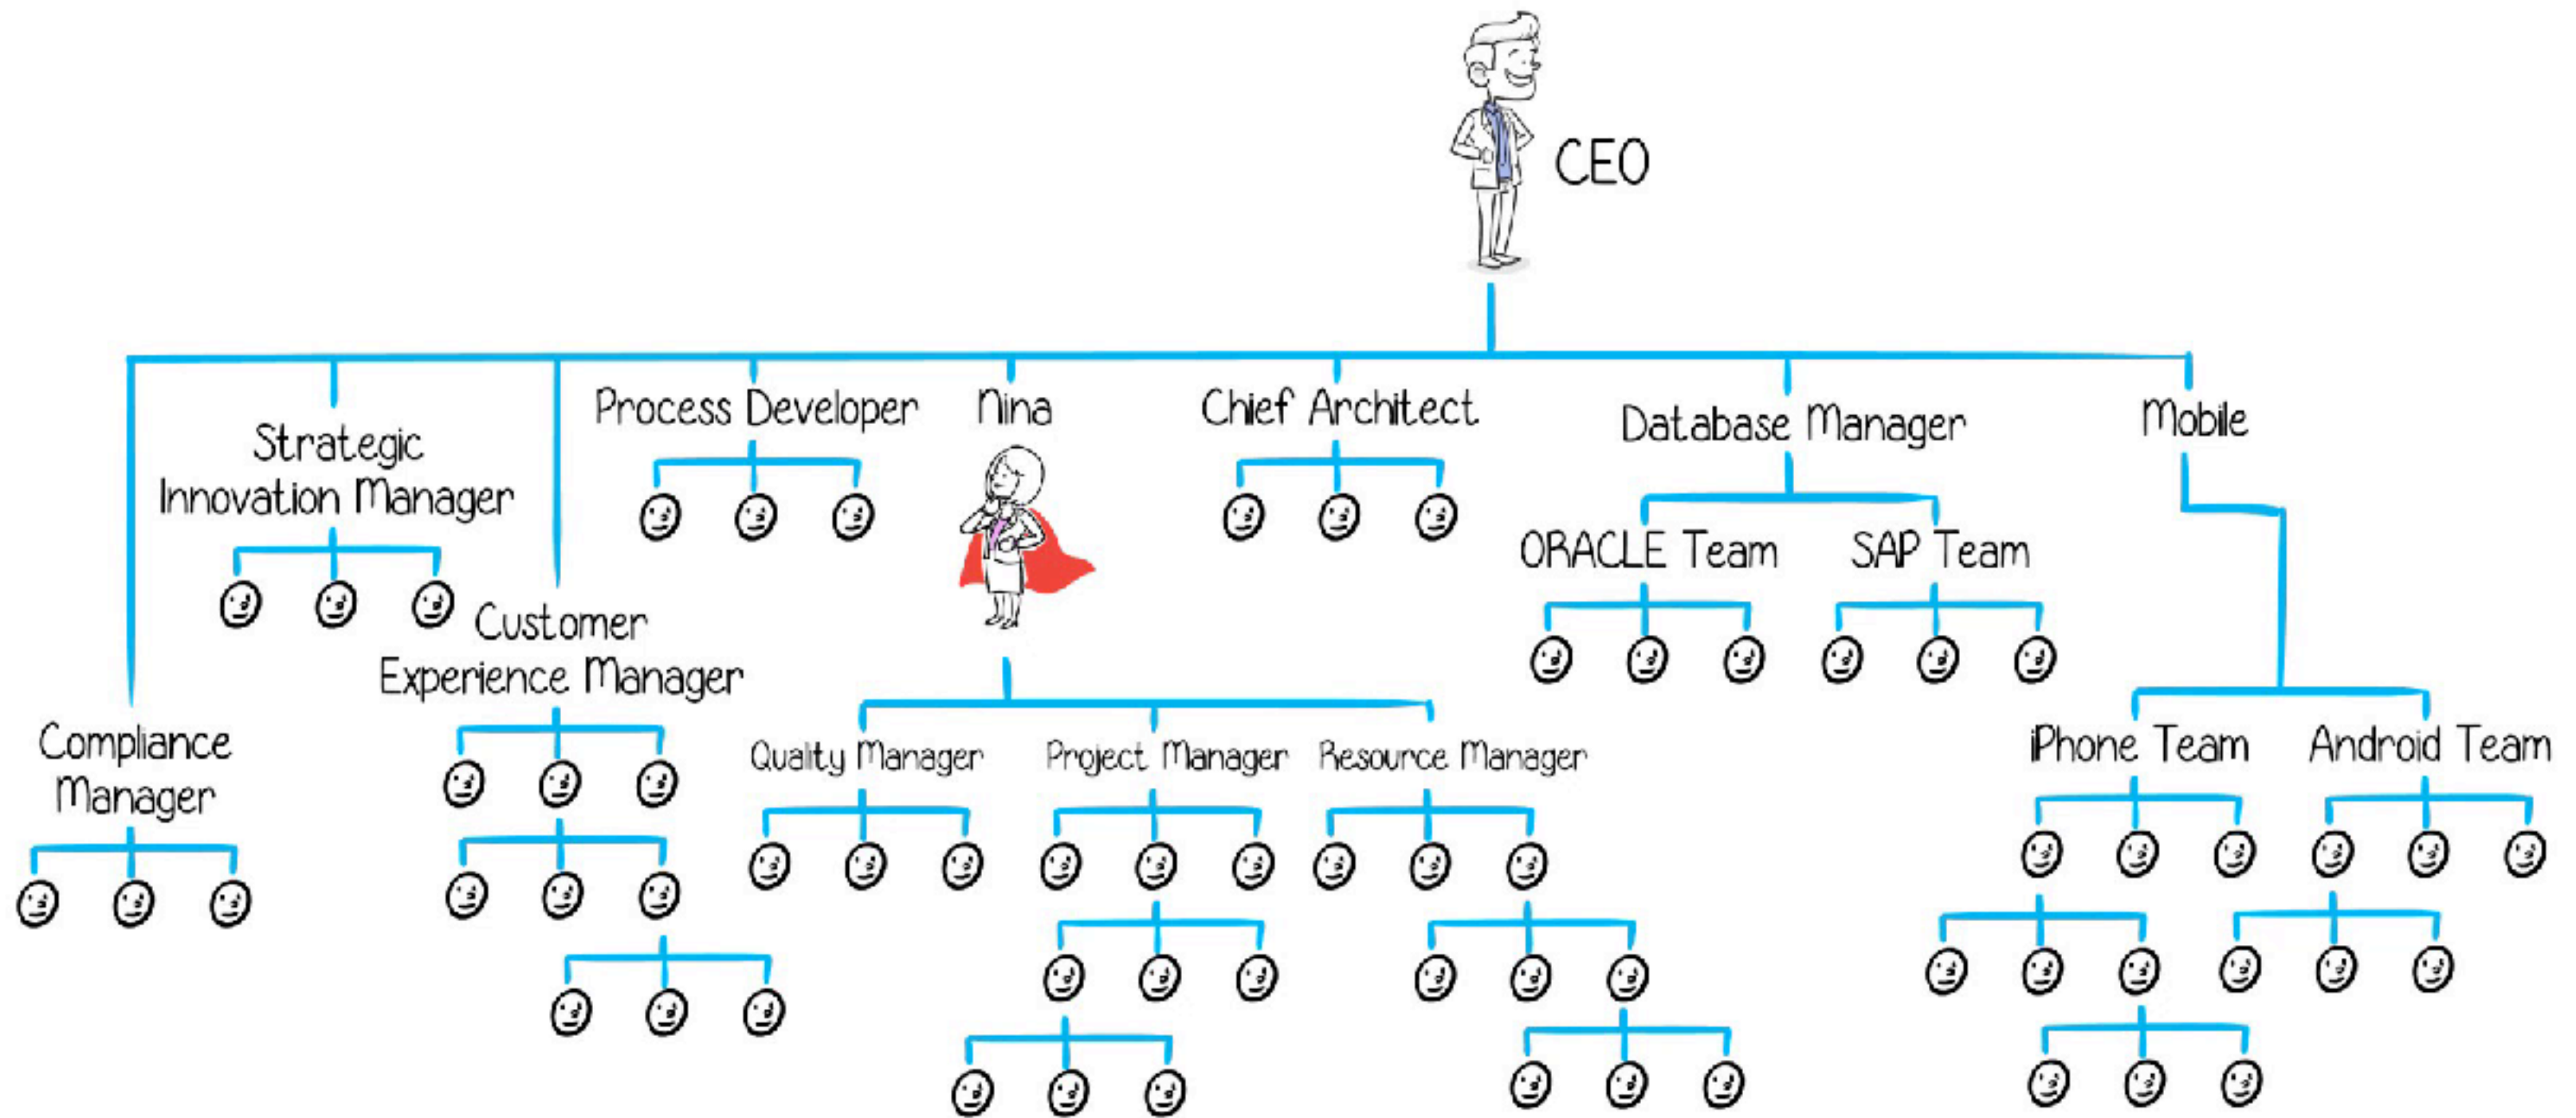 CEO
Process Developer
Nina
Chief Architect
Database Manager
Mobile
Strategic
Innovation Manager
ORACLE Team
SAP Team
Customer
Experience Manager
Compliance
Manager
Quality Manager
Project Manager
Resource Manager
iPhone Team
Android Team